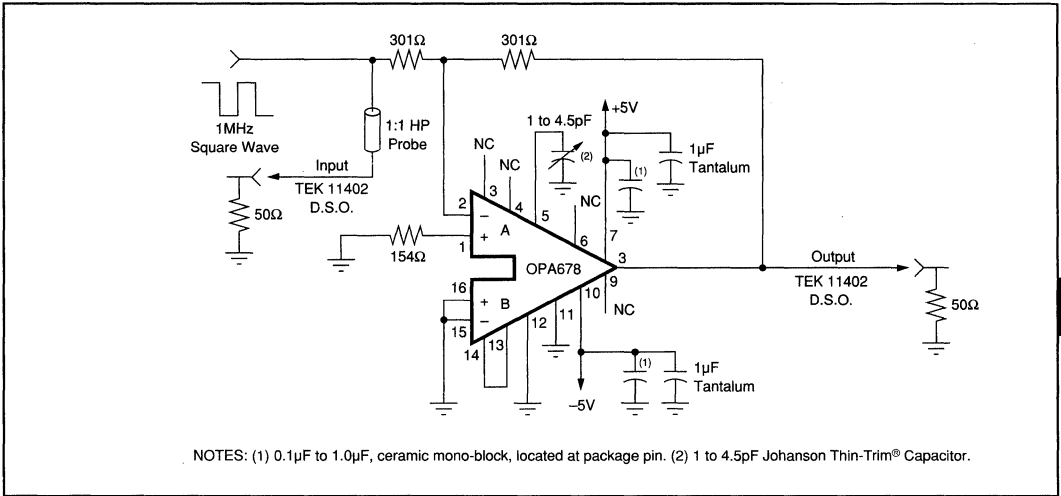 301Ω
301Ω
+5V
1MHz
Square Wave
1:1 HP
Probe
1 to 4.5pF
(2)
(1)
1µF
Tantalum
NC
NC
NC
Input
TEK 11402
D.S.O.
50Ω
2
3
4
5
6
7
–
A
+
1
154Ω
OPA678
3
9
NC
10
Output
TEK 11402
D.S.O.
50Ω
16
+
B
–
15
14
13
12
11
(1)
1µF
Tantalum
–5V
NOTES: (1) 0.1µF to 1.0µF, ceramic mono-block, located at package pin. (2) 1 to 4.5pF Johanson Thin-Trim® Capacitor.